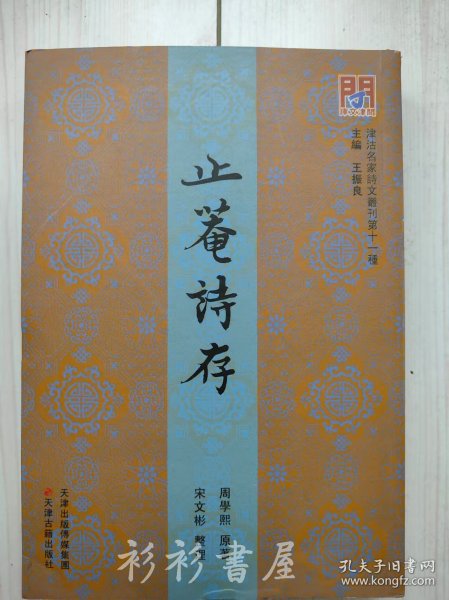 津沽名家詩文叢刊第十一種
主編 王振良
止菴詩存
周學熙 原著
宋文彬 整理
天津出版傳媒集團
天津古籍出版社
衫衫書屋
孔夫子旧书网
www.kongfz.com